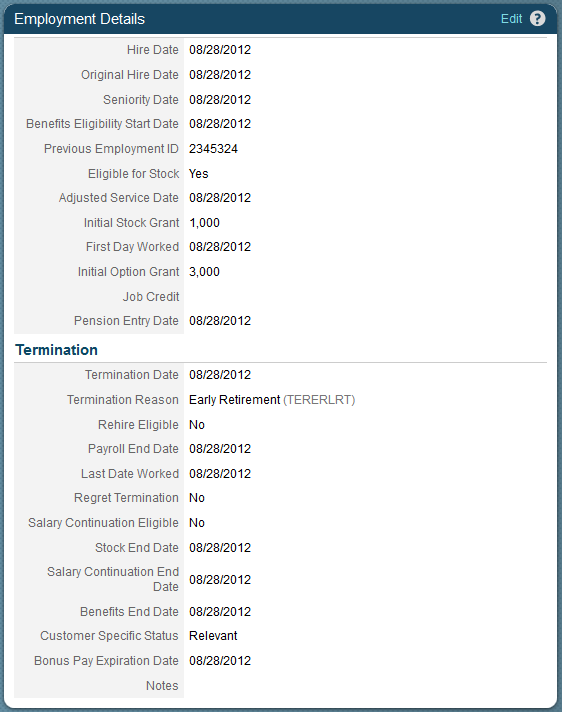 Employment Details Edit ?
Hire Date 08/28/2012
Original Hire Date 08/28/2012
Seniority Date 08/28/2012
Benefits Eligibility Start Date 08/28/2012
Previous Employment ID 2345324
Eligible for Stock Yes
Adjusted Service Date 08/28/2012
Initial Stock Grant 1,000
First Day Worked 08/28/2012
Initial Option Grant 3,000
Job Credit
Pension Entry Date 08/28/2012
Termination
Termination Date 08/28/2012
Termination Reason Early Retirement (TERERLRT)
Rehire Eligible No
Payroll End Date 08/28/2012
Last Date Worked 08/28/2012
Regret Termination No
Salary Continuation Eligible No
Stock End Date 08/28/2012
Salary Continuation End
Date 08/28/2012
Benefits End Date 08/28/2012
Customer Specific Status Relevant
Bonus Pay Expiration Date 08/28/2012
Notes